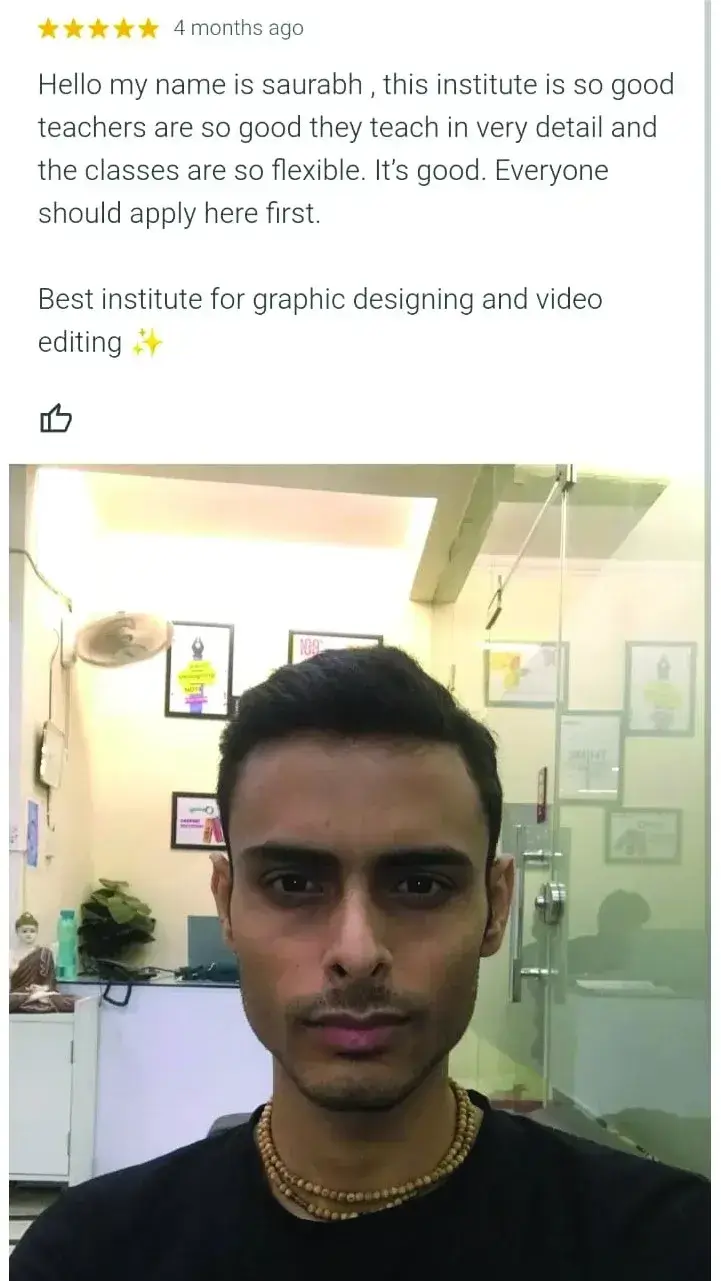 4 months ago
Hello my name is saurabh , this institute is so good
teachers are so good they teach in very detail and
the classes are so flexible. It’s good. Everyone
should apply here first.
Best institute for graphic designing and video
editing ✨